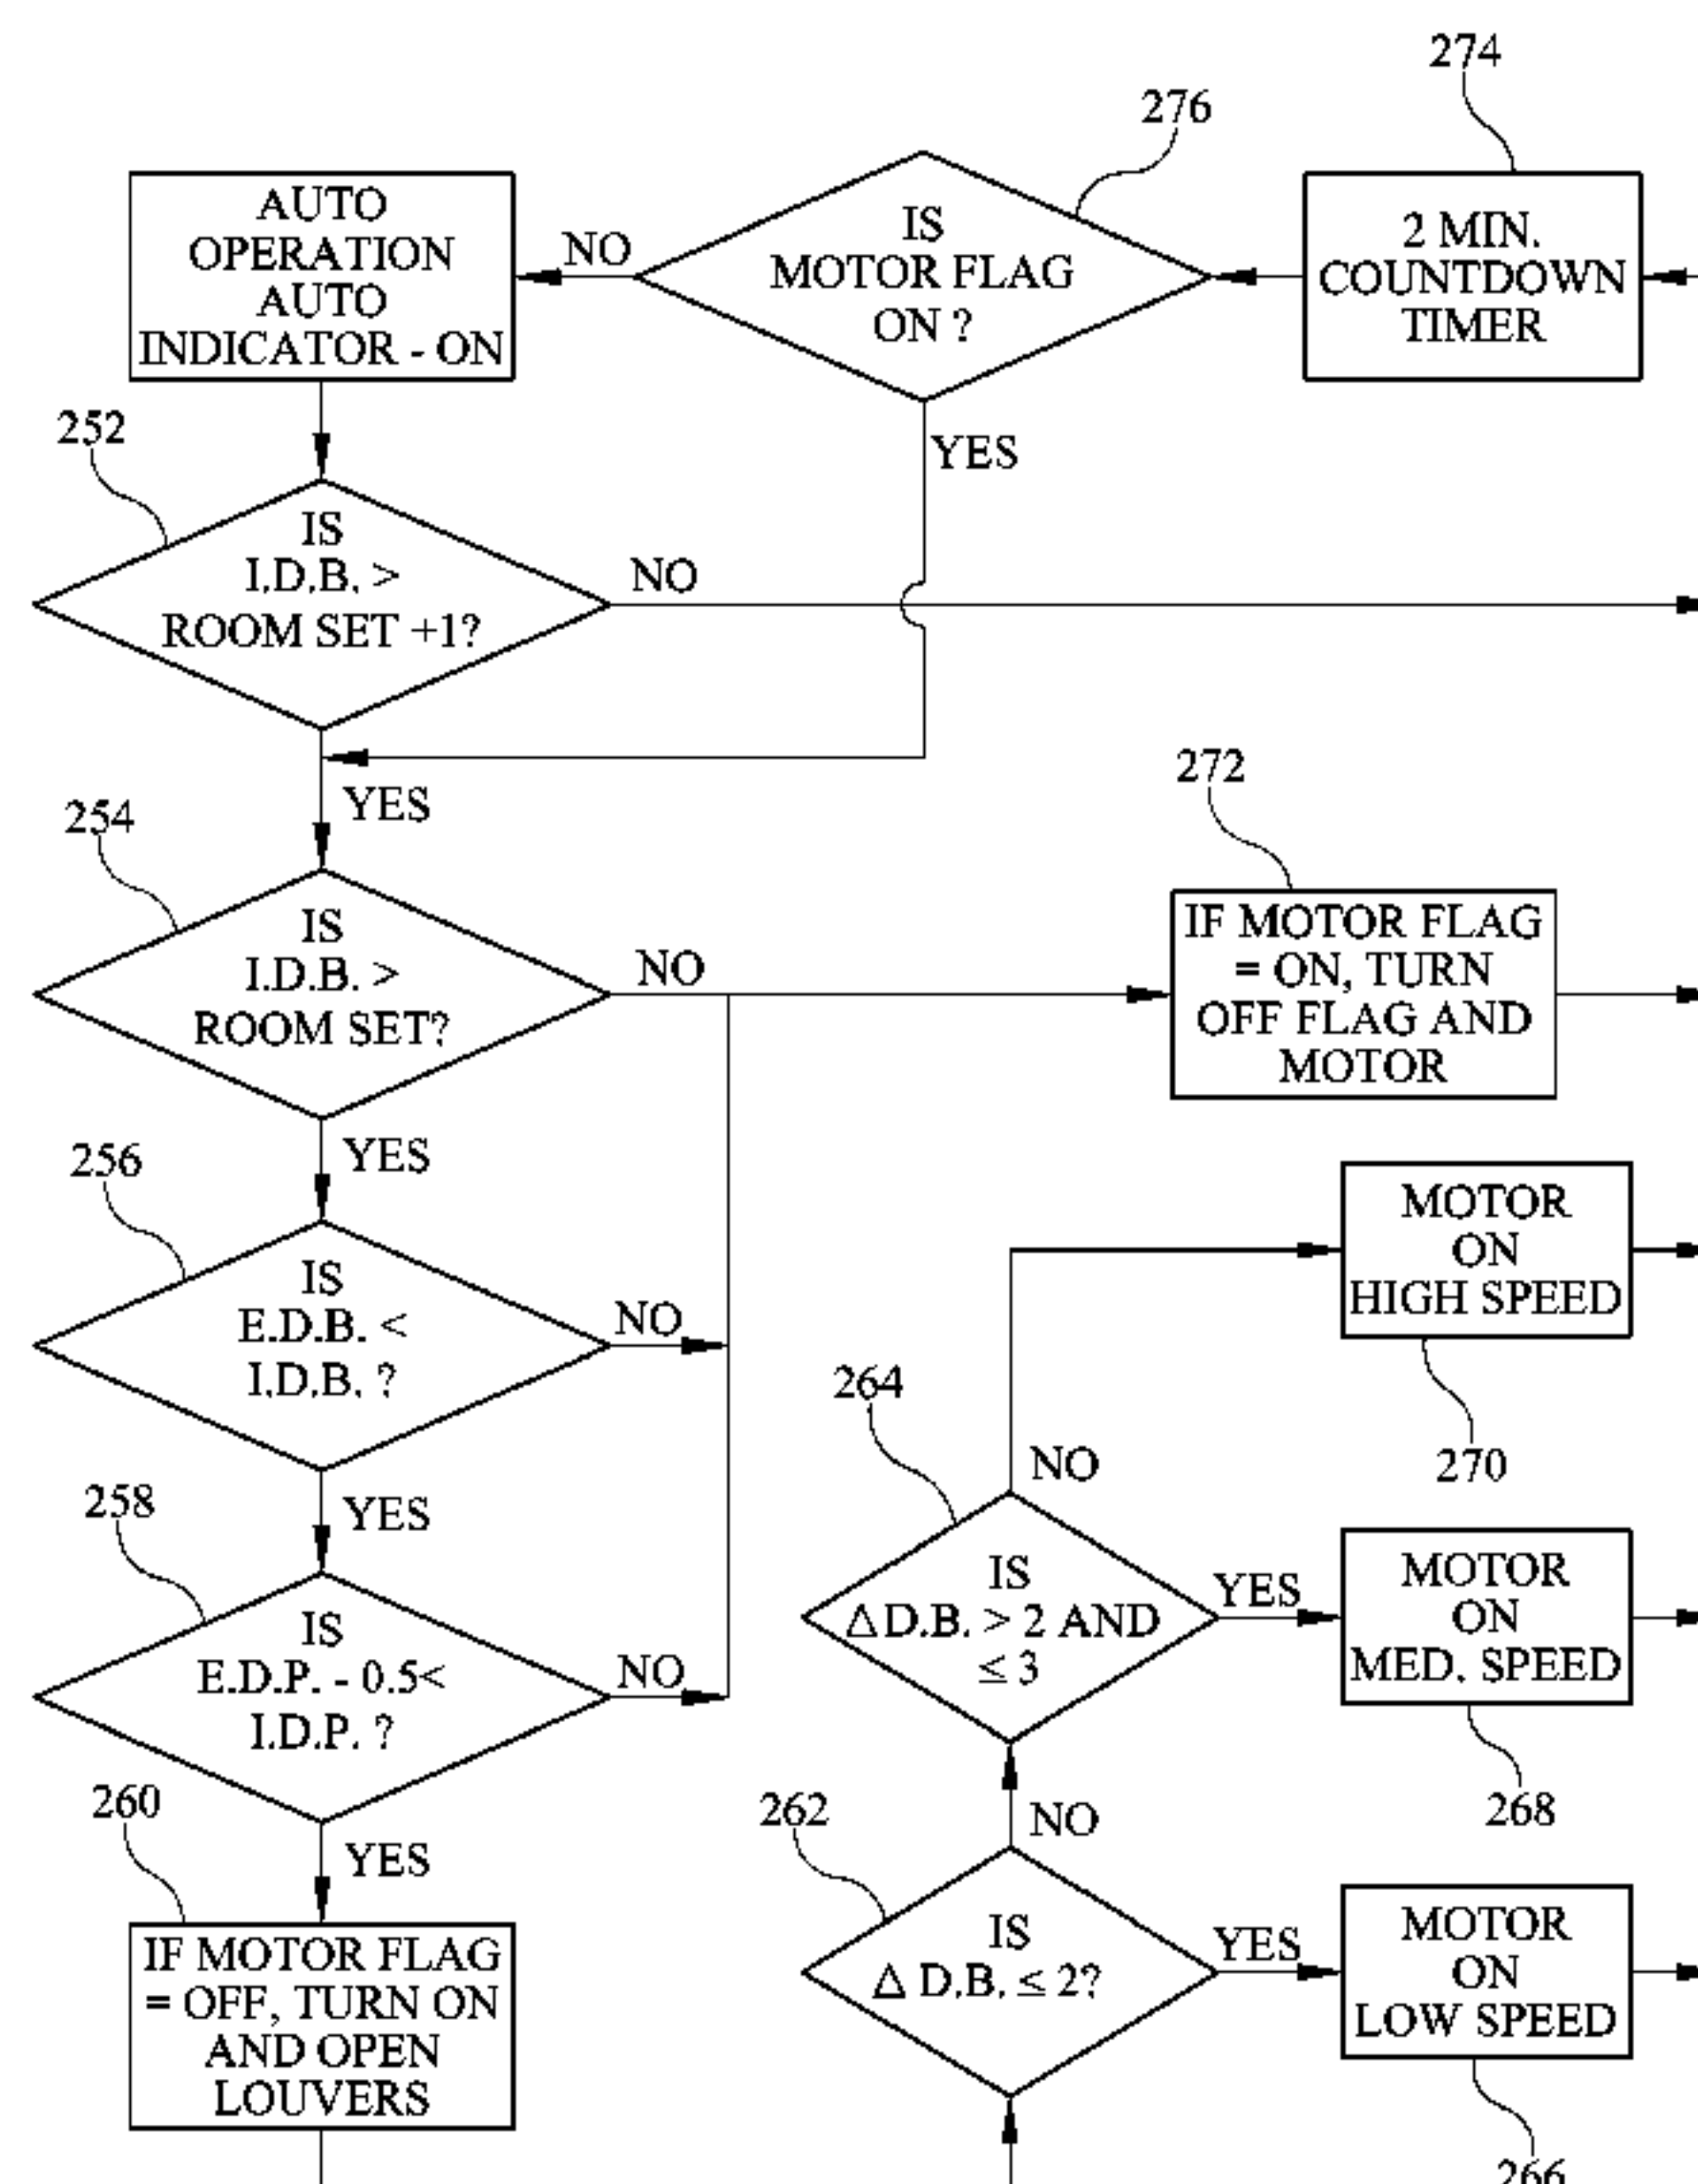 274
276
AUTO
OPERATION
AUTO
INDICATOR - ON
NO
IS
MOTOR FLAG
ON ?
2 MIN.
COUNTDOWN
TIMER
YES
252
IS
I.D.B. >
ROOM SET +1?
NO
YES
272
254
IS
I.D.B. >
ROOM SET?
NO
IF MOTOR FLAG
= ON, TURN
OFF FLAG AND
MOTOR
YES
256
IS
E.D.B. <
I.D.B. ?
NO
MOTOR
ON
HIGH SPEED
270
264
NO
YES
258
IS
E.D.P. - 0.5<
I.D.P. ?
NO
IS
Δ D.B. > 2 AND
≤ 3
YES
MOTOR
ON
MED. SPEED
268
260
YES
262
NO
IS
Δ D.B. ≤ 2?
YES
MOTOR
ON
LOW SPEED
266
IF MOTOR FLAG
= OFF, TURN ON
AND OPEN
LOUVERS